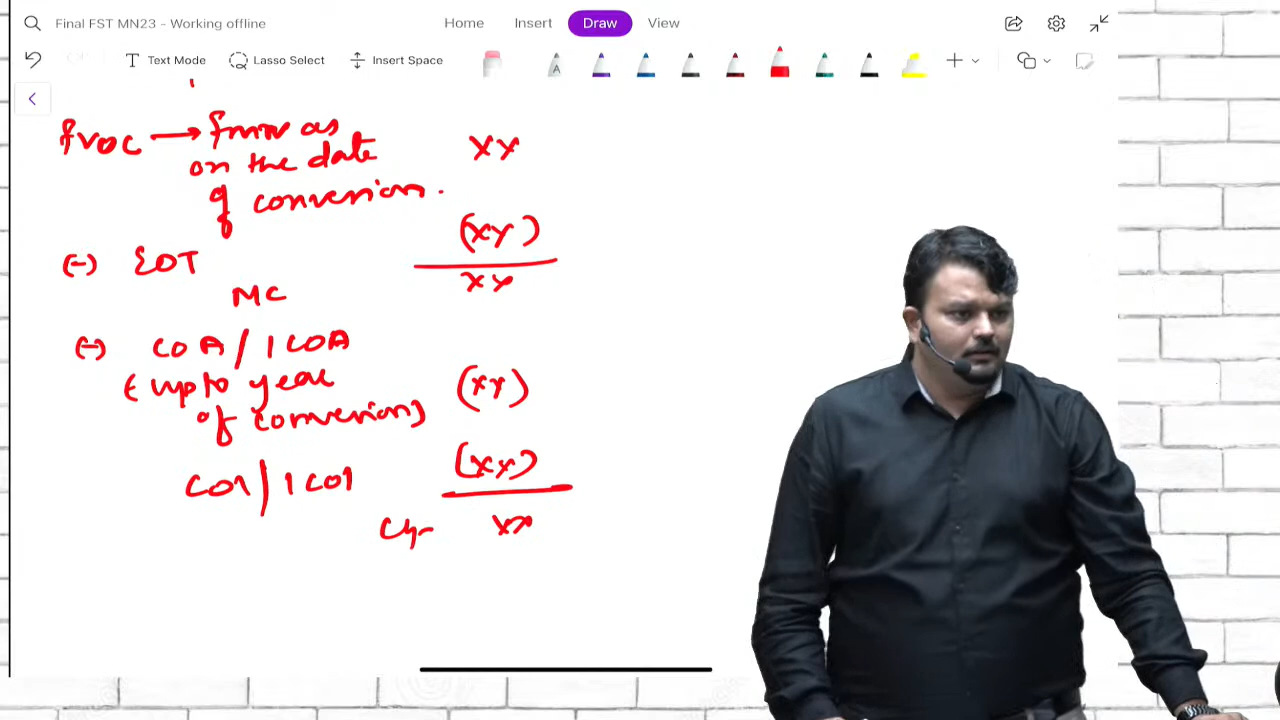 Final FST MN23 - Working offline
Home Insert Draw View
Text Mode Lasso Select Insert Space
FVOC → FMV as
on the date XX
of conversion.
(-) EOT (XX)
XX
MC
(-) COA / ICOA
(upto year (XX)
of conversion)
COI / ICOI (XX)
CG XX